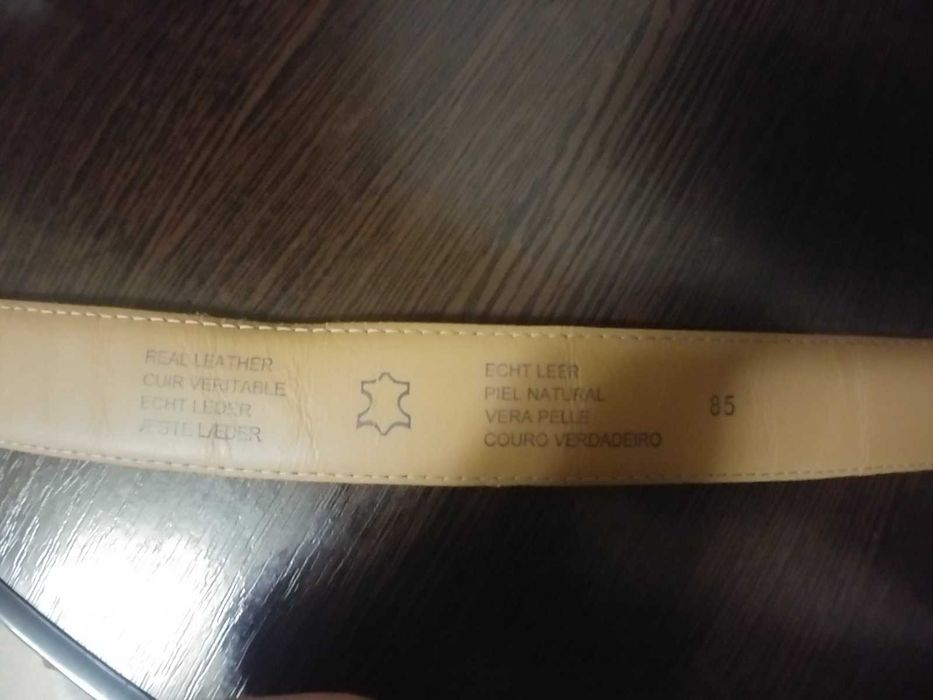 REAL LEATHER
CUIR VERITABLE
ECHT LEDER
ÆGTE LÆDER
ECHT LEER
PIEL NATURAL
VERA PELLE
COURO VERDADEIRO
85